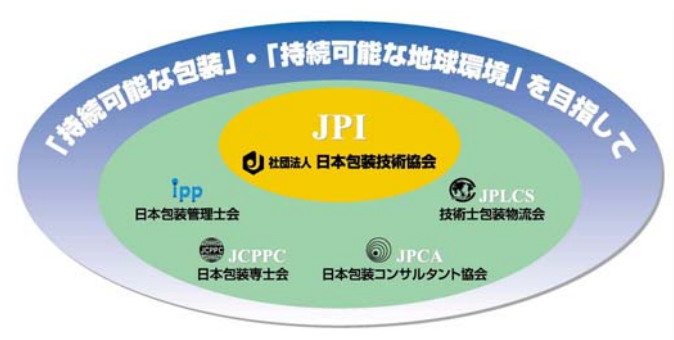 「持続可能な包装」・「持続可能な地球環境」を目指して
JPI
社団法人 日本包装技術協会
ipp
日本包装管理士会
JPLCS
技術士包装物流会
JCPPC JCPPC
日本包装専士会
JPCA
日本包装コンサルタント協会